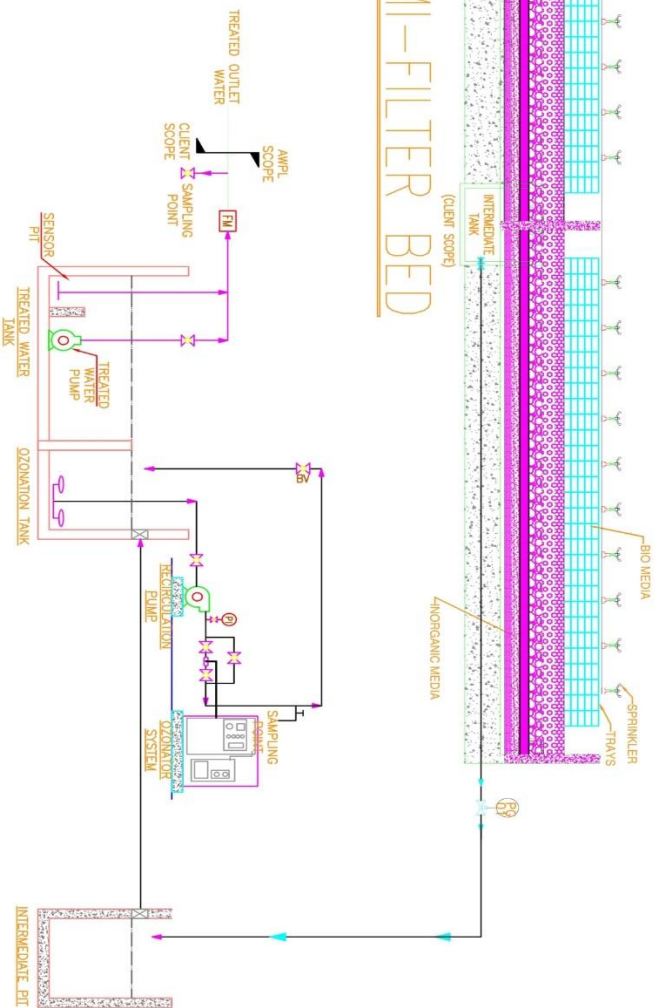 SPRINKLER
TRAYS
BIO MEDIA
INORGANIC MEDIA
INTERMEDIATE
TANK
(CLIENT SCOPE)
MI-FILTER BED
TREATED OUTLET
WATER
AWPL
SCOPE
CLIENT
SCOPE
SAMPLING
POINT
FM
SENSOR
PIT
TREATED
WATER
PUMP
TREATED WATER
TANK
OZONATION TANK
BV
PI
RECIRCULATION
PUMP
SAMPLING
POINT
OZONATOR
SYSTEM
INTERMEDIATE PIT